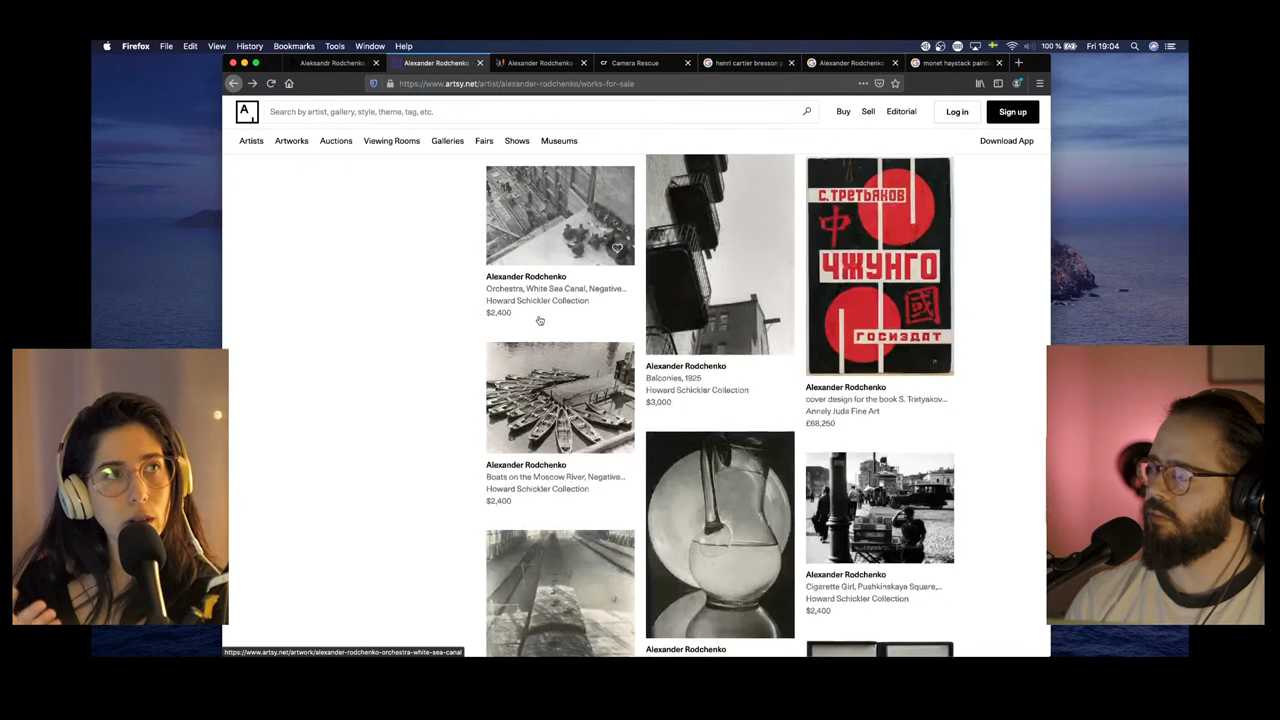 Firefox File Edit View History Bookmarks Tools Window Help
100 % Fri 19:04
Aleksandr Rodchenko
Alexander Rodchenko
Alexander Rodchenko
Camera Rescue
henri cartier bresson p
Alexander Rodchenko
monet haystack painti
https://www.artsy.net/artist/alexander-rodchenko/works-for-sale
A
Search by artist, gallery, style, theme, tag, etc.
Buy Sell Editorial Log in Sign up
Artists Artworks Auctions Viewing Rooms Galleries Fairs Shows Museums Download App
Alexander Rodchenko
Orchestra, White Sea Canal, Negative...
Howard Schickler Collection
$2,400
Alexander Rodchenko
Boats on the Moscow River, Negative...
Howard Schickler Collection
$2,400
Alexander Rodchenko
Balconies, 1925
Howard Schickler Collection
$3,000
Alexander Rodchenko
С.ТРЕТЬЯКОВ
中
ЧЖУНГО
國
ГОСИЗДАТ
Alexander Rodchenko
cover design for the book S. Tretyakov...
Annely Juda Fine Art
£68,250
Alexander Rodchenko
Cigarette Girl, Pushkinskaya Square,...
Howard Schickler Collection
$2,400
https://www.artsy.net/artwork/alexander-rodchenko-orchestra-white-sea-canal